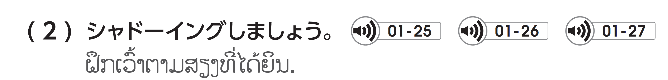 (2) シャドーイングしましょう。 01-25 01-26 01-27
ຝຶກເວົ້າຕາມສຽງທີ່ໄດ້ຍິນ.